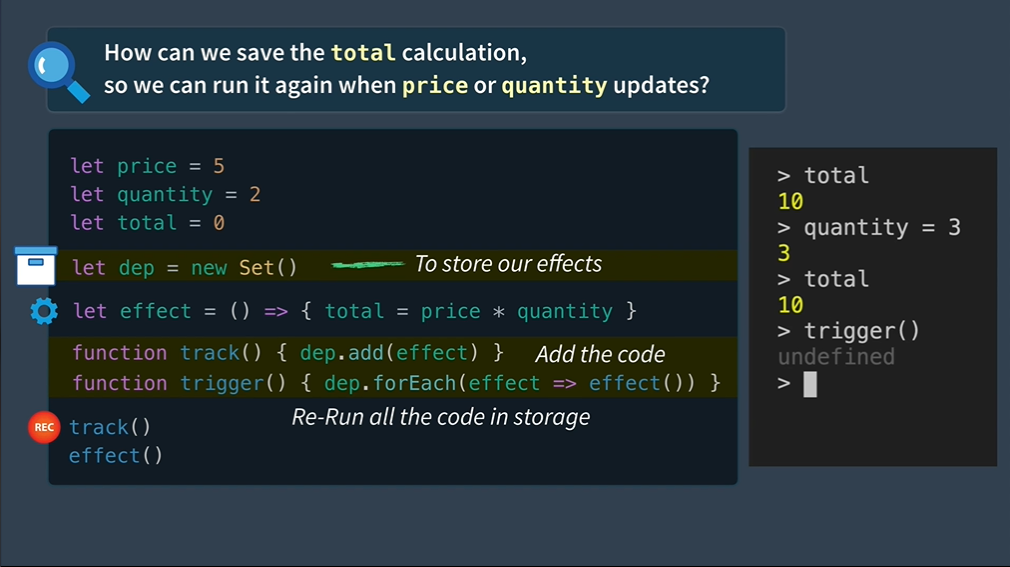 How can we save the total calculation,
so we can run it again when price or quantity updates?
let price = 5
let quantity = 2
let total = 0
let dep = new Set() To store our effects
let effect = () => { total = price * quantity }
function track() { dep.add(effect) } Add the code
function trigger() { dep.forEach(effect => effect()) }
Re-Run all the code in storage
REC track()
effect()
> total
10
> quantity = 3
3
> total
10
> trigger()
undefined
>